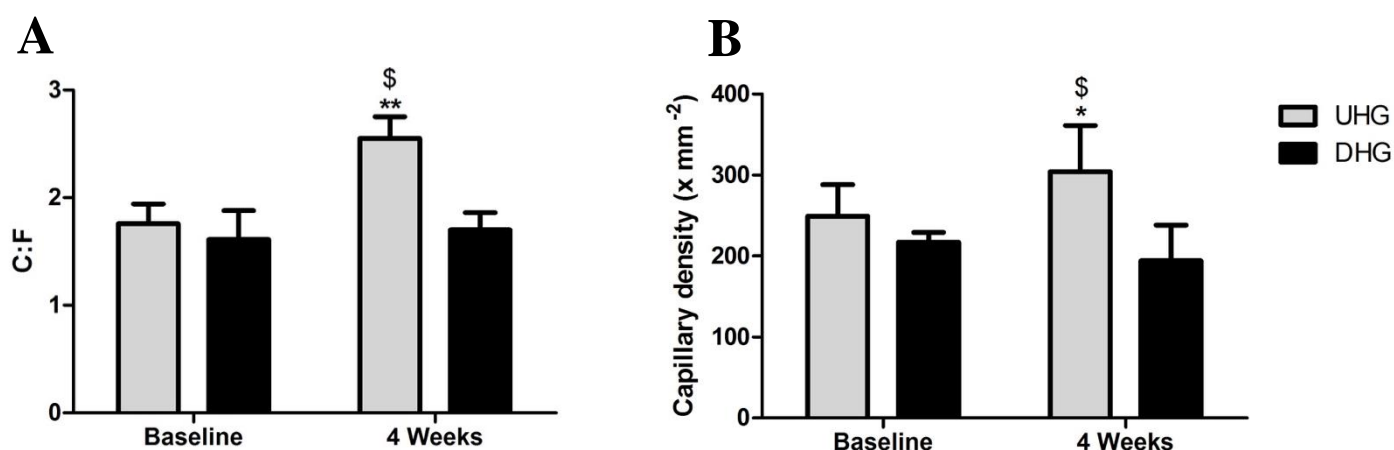 A
C:F
3
2
1
0
$
**
Baseline
4 Weeks
B
Capillary density (x mm⁻²)
400
300
200
100
0
$
*
Baseline
4 Weeks
UHG
DHG